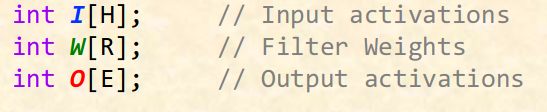 int I[H];     // Input activations
int W[R];     // Filter Weights
int O[E];     // Output activations